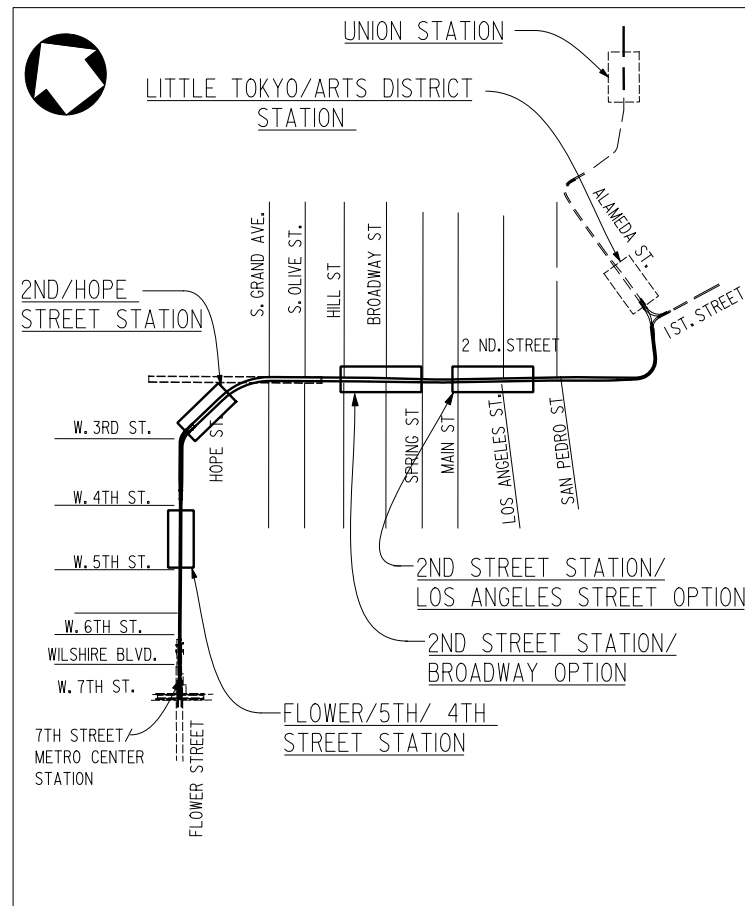 UNION STATION
LITTLE TOKYO/ARTS DISTRICT
STATION
ALAMEDA ST.
1ST. STREET
S. GRAND AVE.
S. OLIVE ST.
HILL ST
BROADWAY ST
2ND/HOPE
STREET STATION
2 ND. STREET
HOPE ST.
SPRING ST
MAIN ST
LOS ANGELES ST.
SAN PEDRO ST
W. 3RD ST.
W. 4TH ST.
W. 5TH ST.
2ND STREET STATION/
LOS ANGELES STREET OPTION
W. 6TH ST.
WILSHIRE BLVD.
2ND STREET STATION/
BROADWAY OPTION
W. 7TH ST.
FLOWER/5TH/ 4TH
STREET STATION
7TH STREET/
METRO CENTER
STATION
FLOWER STREET